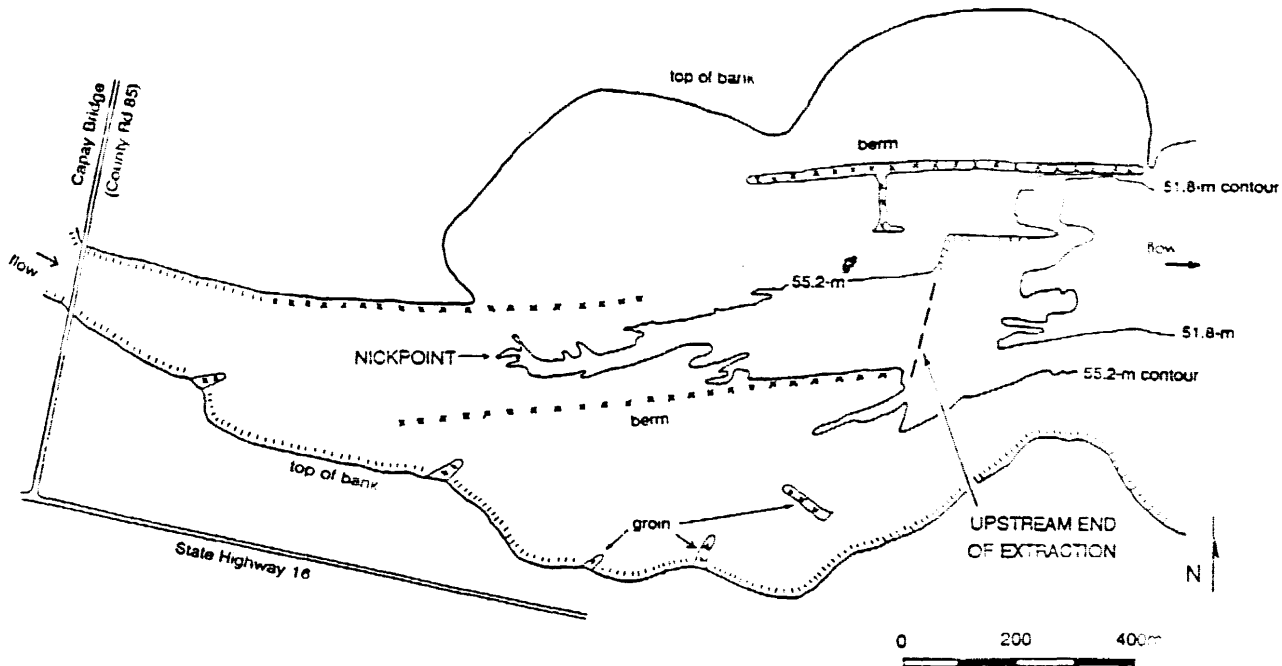 top of bank
Capay Bridge
(County Rd 85)
berm
51.8-m contour
flow
flow
55.2-m
51.8-m
NICKPOINT
55.2-m contour
berm
top of bank
groin
UPSTREAM END
OF EXTRACTION
State Highway 16
N
0 200 400m